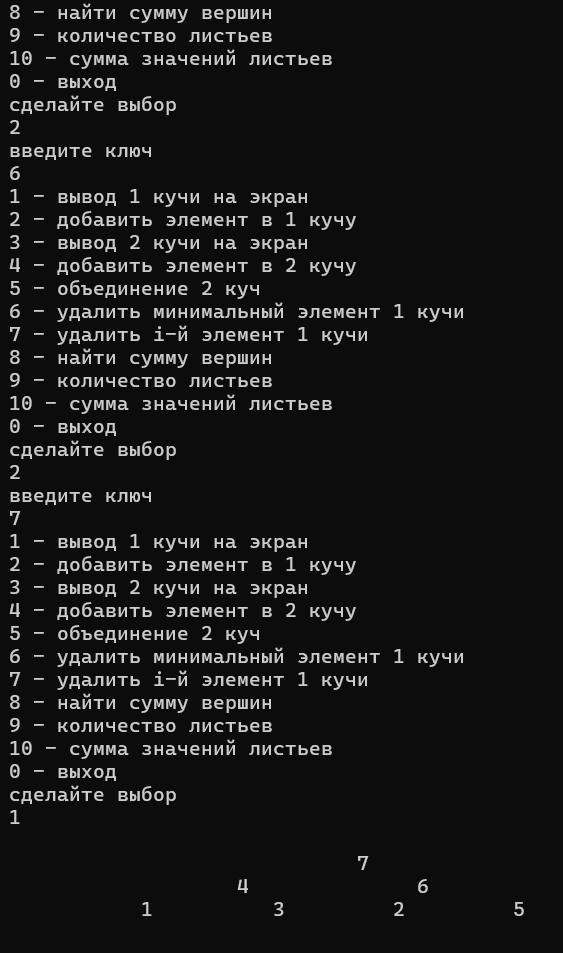 8 - найти сумму вершин
9 - количество листьев
10 - сумма значений листьев
0 - выход
сделайте выбор
2
введите ключ
6
1 - вывод 1 кучи на экран
2 - добавить элемент в 1 кучу
3 - вывод 2 кучи на экран
4 - добавить элемент в 2 кучу
5 - объединение 2 куч
6 - удалить минимальный элемент 1 кучи
7 - удалить i-й элемент 1 кучи
8 - найти сумму вершин
9 - количество листьев
10 - сумма значений листьев
0 - выход
сделайте выбор
2
введите ключ
7
1 - вывод 1 кучи на экран
2 - добавить элемент в 1 кучу
3 - вывод 2 кучи на экран
4 - добавить элемент в 2 кучу
5 - объединение 2 куч
6 - удалить минимальный элемент 1 кучи
7 - удалить i-й элемент 1 кучи
8 - найти сумму вершин
9 - количество листьев
10 - сумма значений листьев
0 - выход
сделайте выбор
1
7
4 6
1 3 2 5